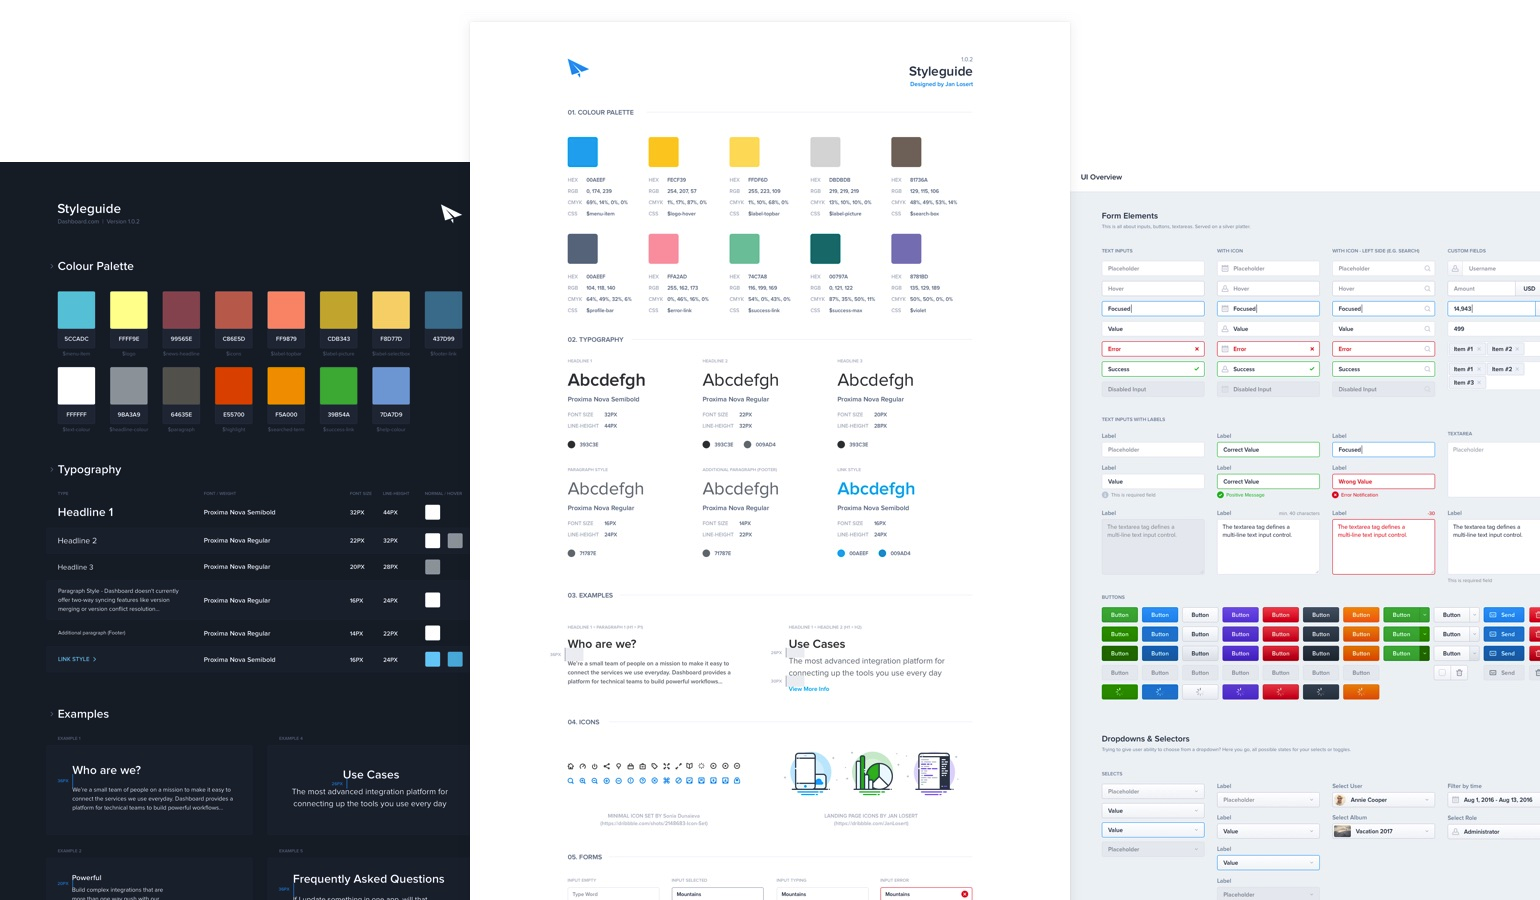 Styleguide
Dashboard.com | Version 1.0.2
Colour Palette
5CCADC
FFFF9E
99565E
C86E5D
FF9879
CDB343
F8D77D
437D99
$menu-item
$logo
$news-headline
$icons
$label-topbar
$label-picture
$label-selectbox
$footer-link
FFFFFF
9BA3A9
64635E
E55700
F5A000
39B54A
7DA7D9
$text-colour
$headline-colour
$paragraph
$highlight
$searched-item
$success-link
$help-colour
Typography
TYPE
FONT / WEIGHT
FONT SIZE
LINE-HEIGHT
NORMAL / HOVER
Headline 1
Proxima Nova Semibold
32PX
44PX
Headline 2
Proxima Nova Regular
22PX
32PX
Headline 3
Proxima Nova Regular
20PX
28PX
Paragraph Style - Dashboard doesn't currently
offer two-way syncing features like version
merging or version conflict resolution...
Proxima Nova Regular
16PX
24PX
Additional paragraph (Footer)
Proxima Nova Regular
14PX
22PX
LINK STYLE >
Proxima Nova Semibold
16PX
24PX
Examples
EXAMPLE 1
Who are we?
We're a small team of people on a mission to make it easy to
connect the services we use everyday. Dashboard provides a
platform for technical teams to build powerful workflows...
EXAMPLE 4
Use Cases
The most advanced integration platform for
connecting up the tools you use every day
EXAMPLE 2
Powerful
Build complex integrations that are
more than one way push with our
EXAMPLE 5
Frequently Asked Questions
If I update something in one app, will that
1.0.2
Styleguide
Designed by Jan Losert
01. COLOUR PALETTE
HEX 00AEEF
RGB 0, 174, 239
CMYK 69%, 14%, 0%, 0%
CSS $menu-item
HEX FECF39
RGB 254, 207, 57
CMYK 1%, 17%, 87%, 0%
CSS $logo-hover
HEX FFDF6D
RGB 255, 223, 109
CMYK 1%, 10%, 68%, 0%
CSS $label-topbar
HEX DBDBDB
RGB 219, 219, 219
CMYK 13%, 10%, 10%, 0%
CSS $label-picture
HEX 81736A
RGB 129, 115, 106
CMYK 48%, 49%, 53%, 14%
CSS $search-box
HEX 00AEEF
RGB 104, 118, 140
CMYK 64%, 49%, 32%, 6%
CSS $profile-bar
HEX FFA2AD
RGB 255, 162, 173
CMYK 0%, 46%, 16%, 0%
CSS $error-link
HEX 74C7A8
RGB 116, 199, 169
CMYK 54%, 0%, 43%, 0%
CSS $success-link
HEX 00797A
RGB 0, 121, 122
CMYK 87%, 35%, 50%, 11%
CSS $success-max
HEX 8781BD
RGB 135, 129, 189
CMYK 50%, 50%, 0%, 0%
CSS $violet
02. TYPOGRAPHY
HEADLINE 1
Abcdefgh
Proxima Nova Semibold
FONT SIZE 32PX
LINE-HEIGHT 44PX
393C3E
HEADLINE 2
Abcdefgh
Proxima Nova Regular
FONT SIZE 22PX
LINE-HEIGHT 32PX
393C3E 009AD4
HEADLINE 3
Abcdefgh
Proxima Nova Regular
FONT SIZE 20PX
LINE-HEIGHT 28PX
393C3E
PARAGRAPH STYLE
Abcdefgh
Proxima Nova Regular
FONT SIZE 16PX
LINE-HEIGHT 24PX
71787E
ADDITIONAL PARAGRAPH (FOOTER)
Abcdefgh
Proxima Nova Regular
FONT SIZE 14PX
LINE-HEIGHT 22PX
71787E
LINK STYLE
Abcdefgh
Proxima Nova Semibold
FONT SIZE 16PX
LINE-HEIGHT 24PX
00AEEF 009AD4
03. EXAMPLES
Who are we?
We're a small team of people on a mission to make it easy to
connect the services we use everyday. Dashboard provides a
platform for technical teams to build powerful workflows...
Use Cases
The most advanced integration platform for
connecting up the tools you use every day
View More Info
04. ICONS
MINIMAL ICON SET BY Sonia Dunaieva
LANDING PAGE ICONS BY JAN LOSERT
(https://dribbble.com/JanLosert)
05. FORMS
INPUT EMPTY
Type Word
INPUT SELECTED
Mountains
INPUT TYPING
Mountains
INPUT ERROR
Mountains
UI Overview
Form Elements
This is all about inputs, buttons, textareas. Served on a silver platter.
TEXT INPUTS
WITH ICON
WITH ICON - LEFT SIDE (E.G. SEARCH)
CUSTOM FIELDS
Placeholder
Placeholder
Placeholder
Username
Hover
Hover
Hover
Amount
USD
Focused
Focused
Focused
14,943
Value
Value
Value
499
Error
Error
Error
Item #1 Item #2
Success
Success
Success
Item #1 Item #2
Item #3
Disabled Input
Disabled Input
Disabled Input
TEXT INPUTS WITH LABELS
Label
Label
Label
TEXTAREA
Placeholder
Correct Value
Focused
Placeholder
Label
Label
Label
Value
Correct Value
Wrong Value
This is required field
Positive Message
Error Notification
Label
Label min. 40 characters
Label -30
Label
The textarea tag defines a
multi-line text input control.
The textarea tag defines a
multi-line text input control.
The textarea tag defines a
multi-line text input control.
The textarea tag defines a
multi-line text input control.
This is required field
BUTTONS
Button Button Button Button Button Button Button Button Button Send
Button Button Button Button Button Button Button Button Button Send
Button Button Button Button Button Button Button Button Button Send
Button Button Button Button Button Button Button Send
Dropdowns & Selectors
Trying to give user ability to choose from a dropdown? Here you go, all possible states for your selects or toggles.
SELECTS
Placeholder
Value
Value
Placeholder
Label
Placeholder
Label
Value
Label
Value
Label
Placeholder
Select User
Annie Cooper
Select Album
Vacation 2017
Filter by time
Aug 1, 2016 - Aug 13, 2016
Select Role
Administrator